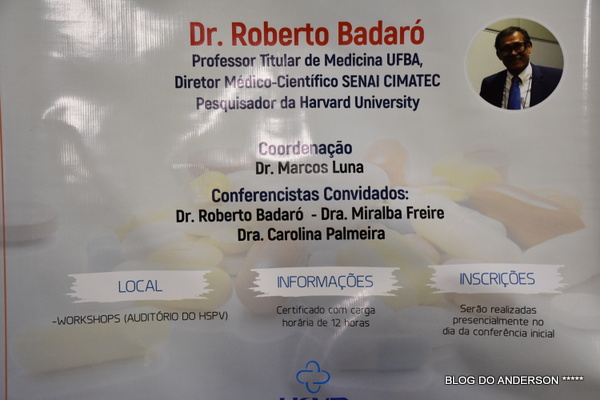 Dr. Roberto Badaró
Professor Titular de Medicina UFBA,
Diretor Médico-Científico SENAI CIMATEC
Pesquisador da Harvard University
Coordenação
Dr. Marcos Luna
Conferencistas Convidados:
Dr. Roberto Badaró - Dra. Miralba Freire
Dra. Carolina Palmeira
LOCAL
-WORKSHOPS (AUDITÓRIO DO HSPV)
INFORMAÇÕES
Certificado com carga
horária de 12 horas
INSCRIÇÕES
Serão realizadas
presencialmente no
dia da conferência inicial
BLOG DO ANDERSON *****